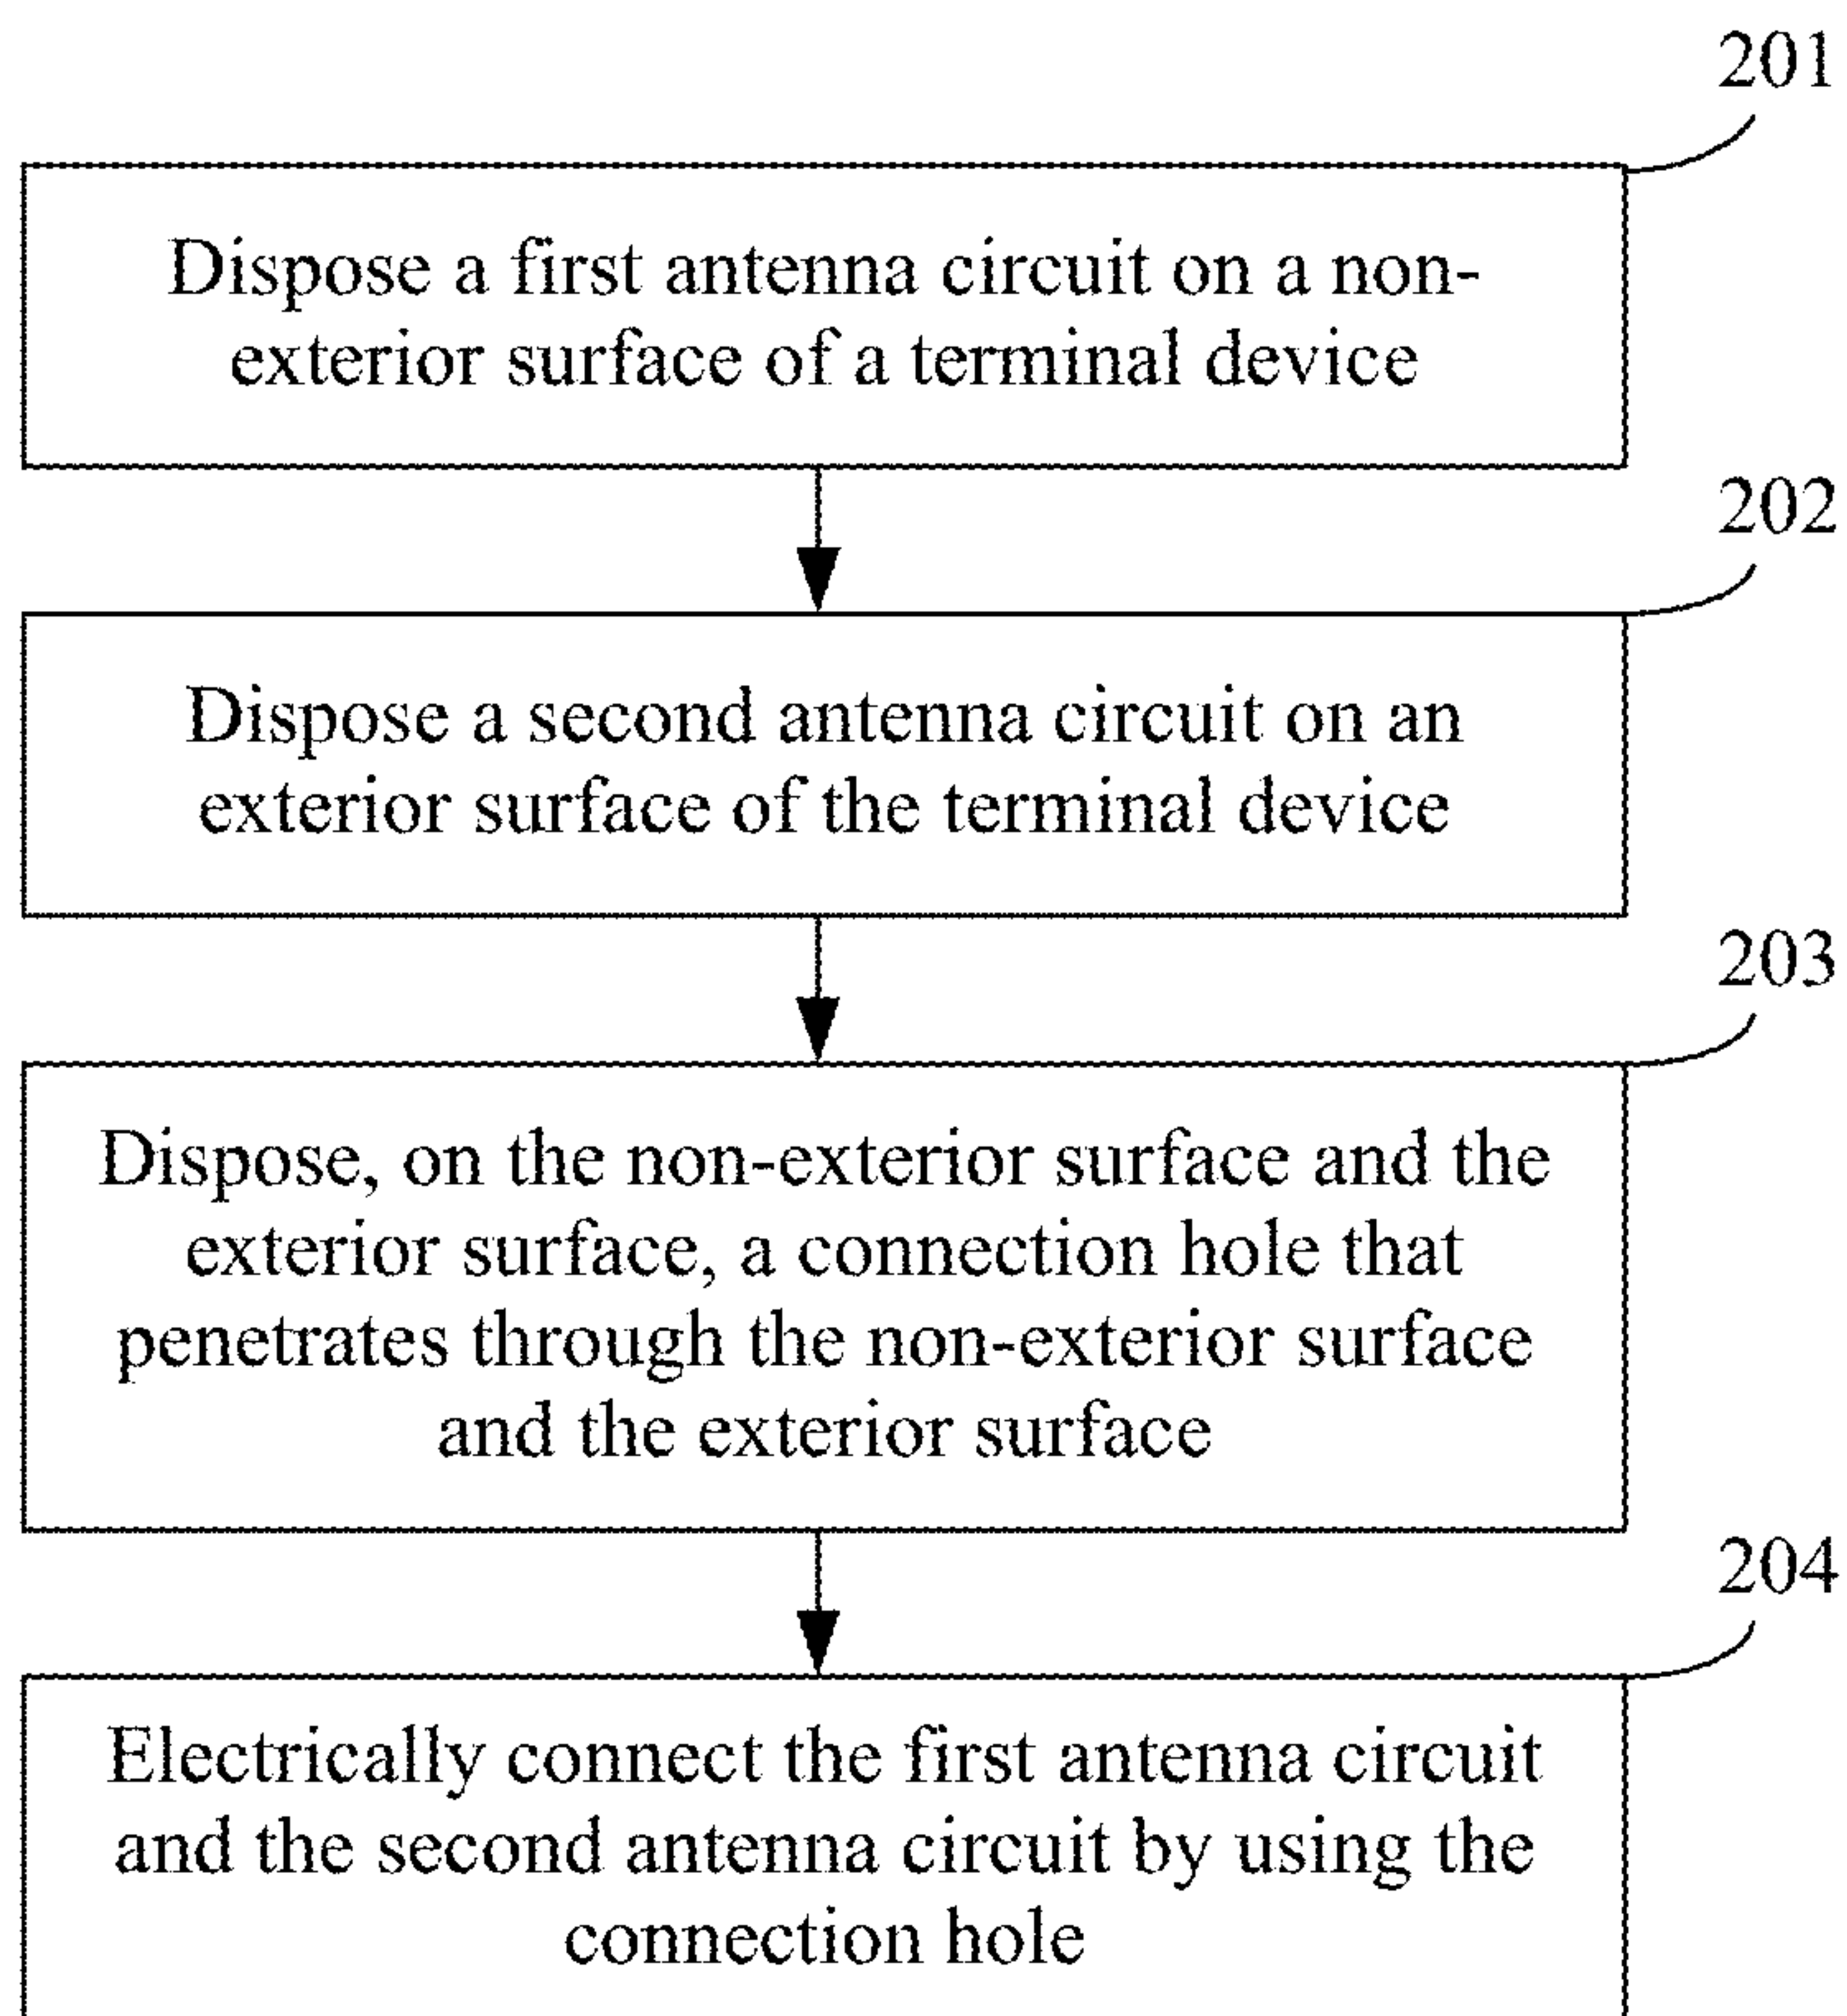 201
Dispose a first antenna circuit on a non-
exterior surface of a terminal device
202
Dispose a second antenna circuit on an
exterior surface of the terminal device
203
Dispose, on the non-exterior surface and the
exterior surface, a connection hole that
penetrates through the non-exterior surface
and the exterior surface
204
Electrically connect the first antenna circuit
and the second antenna circuit by using the
connection hole